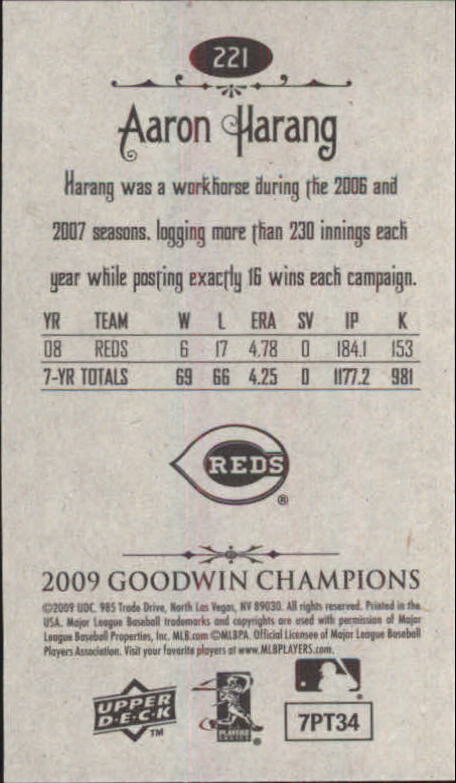 221
Aaron Harang
Harang was a workhorse during the 2006 and
2007 seasons. logging more than 230 innings each
year while posting exactly 16 wins each campaign.
YR TEAM W L ERA SV IP K
08 REDS 6 17 4.78 0 184.1 153
7-YR TOTALS 69 66 4.25 0 1177.2 981
REDS ®
2009 GOODWIN CHAMPIONS
©2009 UDC. 985 Trade Drive, North Las Vegas, NV 89030. All rights reserved. Printed in the
USA. Major League Baseball trademarks and copyrights are used with permission of Major
League Baseball Properties, Inc. MLB.com ©MLBPA. Official Licensee of Major League Baseball
Players Association. Visit your favorite players at www.MLBPLAYERS.com.
UPPER
D·E·C·K
TM
PLAYERS
CHOICE
®
®
7PT34